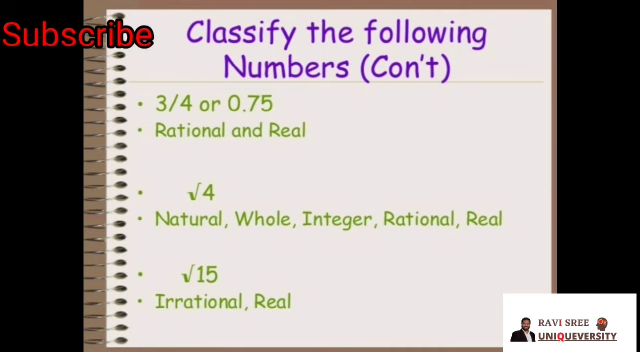 Subscribe
Classify the following
Numbers (Con't)
• 3/4 or 0.75
• Rational and Real
• √4
• Natural, Whole, Integer, Rational, Real
• √15
• Irrational, Real
RAVI SREE
UNIQUEVERSITY